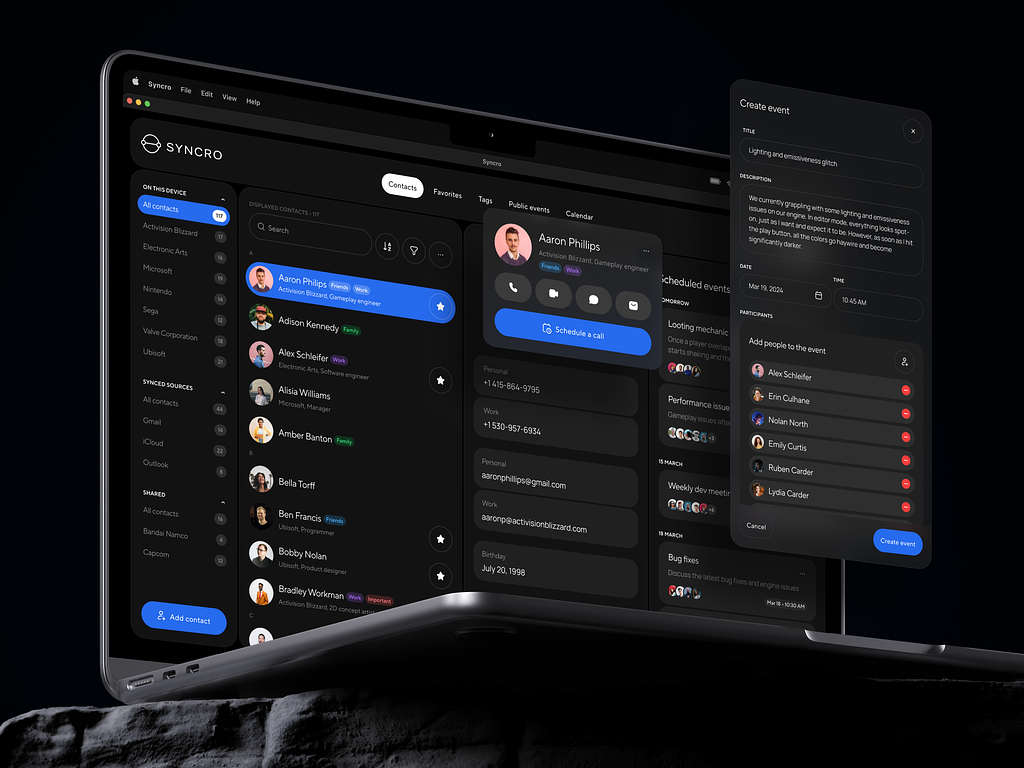 Syncro File Edit View Help
Syncro
SYNCRO
Contacts Favorites Tags Public events Calendar
ON THIS DEVICE
All contacts 117
Activision Blizzard 17
Electronic Arts 16
Microsoft 19
Nintendo 14
Sega 12
Valve Corporation 18
Ubisoft 21
SYNCED SOURCES
All contacts 44
Gmail 14
iCloud 22
Outlook 8
SHARED
All contacts 16
Bandai Namco 4
Capcom 12
Add contact
DISPLAYED CONTACTS • 117
Search
A
Aaron Philips Friends Work
Activision Blizzard, Gameplay engineer
Adison Kennedy Family
Alex Schleifer Work
Electronic Arts, Software engineer
Alisia Williams
Microsoft, Manager
Amber Banton Family
B
Bella Torff
Ben Francis Friends
Ubisoft, Programmer
Bobby Nolan
Ubisoft, Product designer
Bradley Workman Work Important
Activision Blizzard, 2D concept artist
C
Aaron Phillips
Activision Blizzard, Gameplay engineer
Friends Work
Schedule a call
Personal
+1 415-864-9795
Work
+1 530-957-6934
Personal
aaronphillips@gmail.com
Work
aaronp@activisionblizzard.com
Birthday
July 20, 1998
Scheduled events
TOMORROW
Looting mechanic
Once a player overlap
starts shaking and the
Performance issue
Gameplay issues after
+3
15 MARCH
Weekly dev meetin
+6
18 MARCH
Bug fixes
Discuss the latest bug fixes and engine issues
Mar 18 • 10:30 AM
Create event
TITLE
Lighting and emissiveness glitch
DESCRIPTION
We currently grappling with some lighting and emissiveness
issues on our engine. In editor mode, everything looks spot-
on, just as I want and expect it to be. However, as soon as I hit
the play button, all the colors go haywire and become
significantly darker.
DATE
Mar 19, 2024
TIME
10:45 AM
PARTICIPANTS
Add people to the event
Alex Schleifer
Erin Culhane
Nolan North
Emily Curtis
Ruben Carder
Lydia Carder
Cancel
Create event